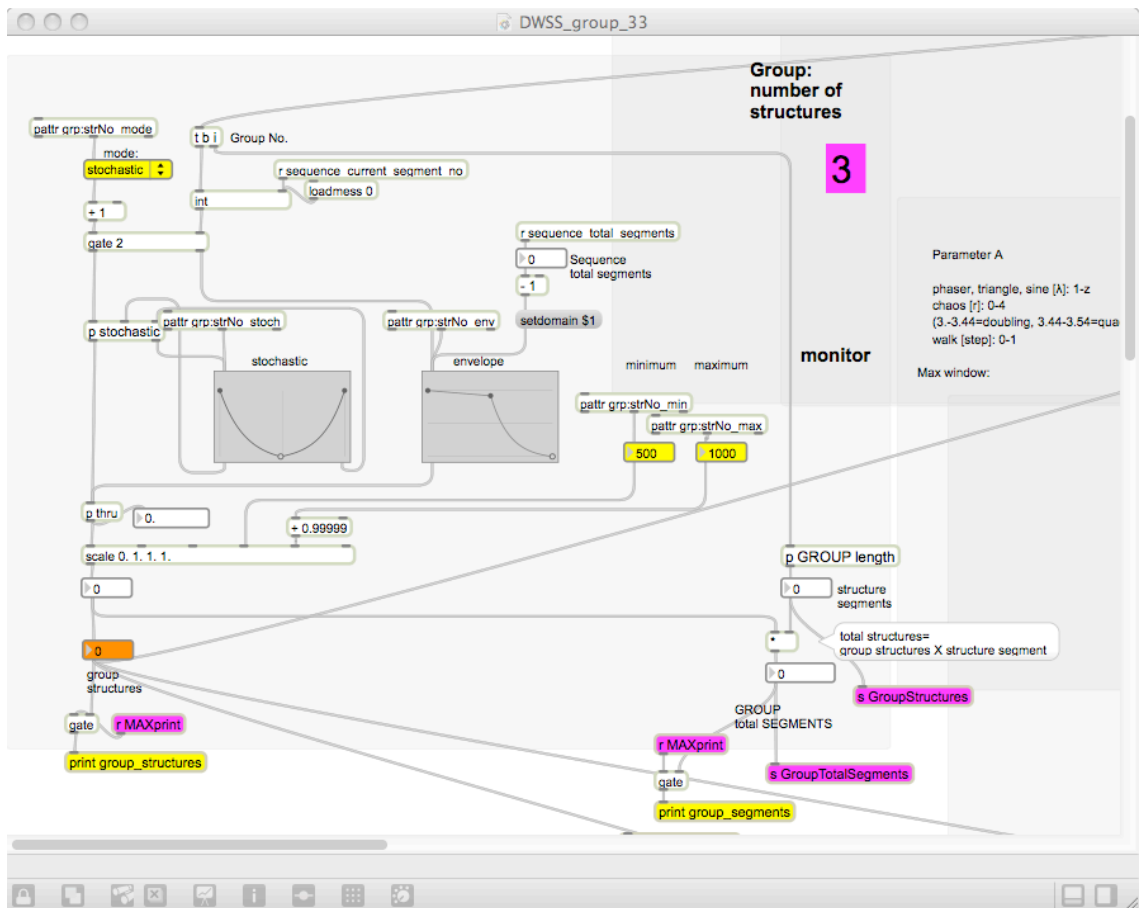 DWSS_group_33
Group:
number of
structures
3
pattr grp:strNo_mode
mode:
stochastic
t b i
Group No.
r sequence_current_segment_no
loadmess 0
int
+ 1
gate 2
r sequence_total_segments
0
Sequence
total segments
- 1
setdomain $1
Parameter A
phaser, triangle, sine [λ]: 1-z
chaos [r]: 0-4
(3.-3.44=doubling, 3.44-3.54=qua
walk [step]: 0-1
Max window:
monitor
p stochastic
pattr grp:strNo_stoch
pattr grp:strNo_env
stochastic
envelope
minimum
maximum
pattr grp:strNo_min
pattr grp:strNo_max
500
1000
p thru
0.
+ 0.99999
scale 0. 1. 1. 1.
0
p GROUP length
0
structure
segments
*
total structures=
group structures X structure segment
0
group
structures
0
s GroupStructures
GROUP
total SEGMENTS
gate
r MAXprint
print group_structures
r MAXprint
s GroupTotalSegments
gate
print group_segments